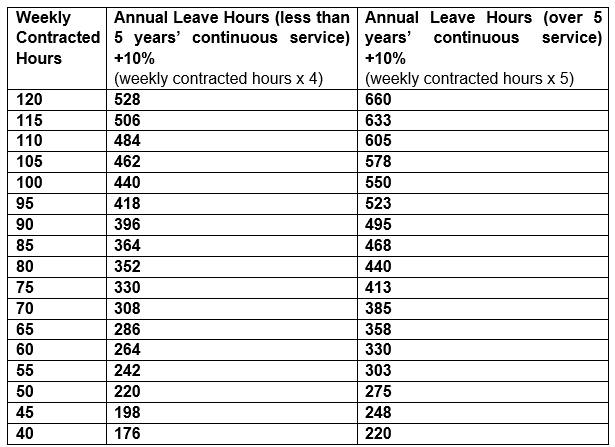 Weekly Contracted Hours | Annual Leave Hours (less than 5 years’ continuous service) +10% (weekly contracted hours x 4) | Annual Leave Hours (over 5 years’ continuous service) +10% (weekly contracted hours x 5)
120 | 528 | 660
115 | 506 | 633
110 | 484 | 605
105 | 462 | 578
100 | 440 | 550
95 | 418 | 523
90 | 396 | 495
85 | 364 | 468
80 | 352 | 440
75 | 330 | 413
70 | 308 | 385
65 | 286 | 358
60 | 264 | 330
55 | 242 | 303
50 | 220 | 275
45 | 198 | 248
40 | 176 | 220